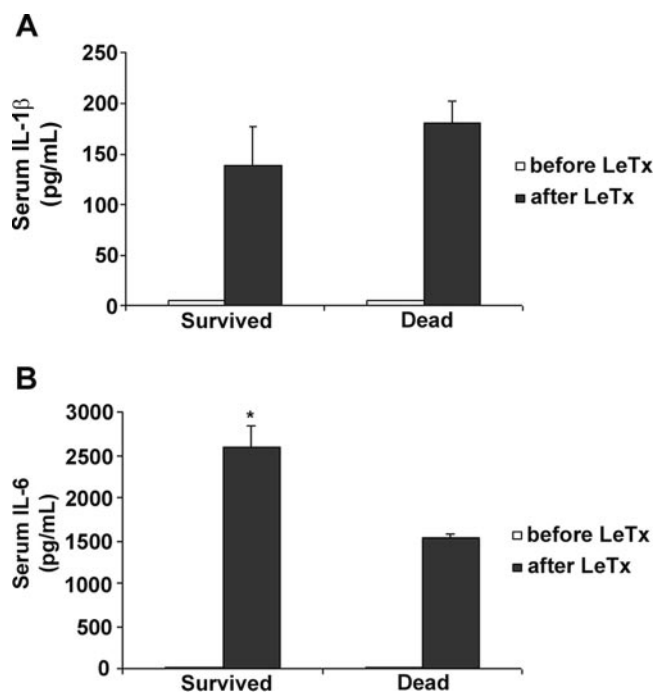 A
Serum IL-1β
(pg/mL)
250
200
150
100
50
0
Survived
Dead
before LeTx
after LeTx
B
Serum IL-6
(pg/mL)
3000
2500
2000
1500
1000
500
0
*
Survived
Dead
before LeTx
after LeTx